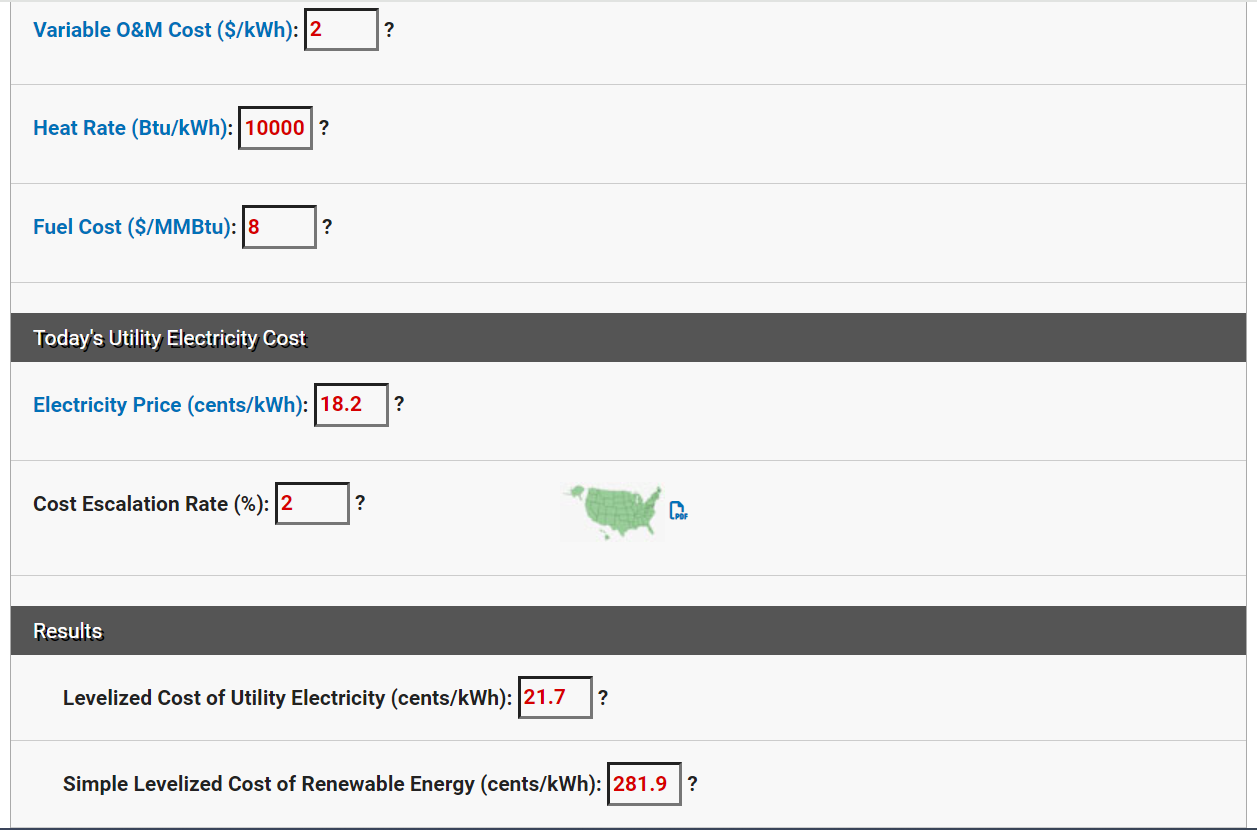 Variable O&M Cost ($/kWh): 2 ?
Heat Rate (Btu/kWh): 10000 ?
Fuel Cost ($/MMBtu): 8 ?
Today's Utility Electricity Cost
Electricity Price (cents/kWh): 18.2 ?
Cost Escalation Rate (%): 2 ? PDF
Results
Levelized Cost of Utility Electricity (cents/kWh): 21.7 ?
Simple Levelized Cost of Renewable Energy (cents/kWh): 281.9 ?